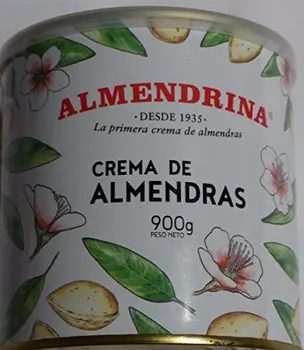 ALMENDRINA®
· DESDE 1935 ·
La primera crema de almendras
CREMA DE
ALMENDRAS
900g
PESO NETO